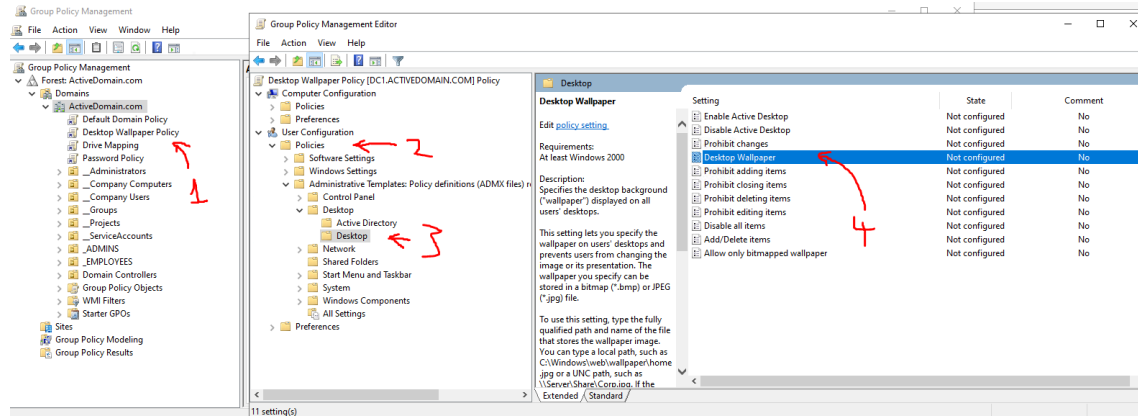 Group Policy Management
File Action View Window Help
Group Policy Management
Forest: ActiveDomain.com
Domains
ActiveDomain.com
Default Domain Policy
Desktop Wallpaper Policy
Drive Mapping
Password Policy
__Administrators
__Company Computers
__Company Users
__Groups
__Projects
__ServiceAccounts
_ADMINS
_EMPLOYEES
Domain Controllers
Group Policy Objects
WMI Filters
Starter GPOs
Sites
Group Policy Modeling
Group Policy Results
1
Group Policy Management Editor
File Action View Help
Desktop Wallpaper Policy [DC1.ACTIVEDOMAIN.COM] Policy
Computer Configuration
Policies
Preferences
User Configuration
Policies
2
Software Settings
Windows Settings
Administrative Templates: Policy definitions (ADMX files) r
Control Panel
Desktop
Active Directory
Desktop
3
Network
Shared Folders
Start Menu and Taskbar
System
Windows Components
All Settings
Preferences
11 setting(s)
Desktop
Desktop Wallpaper
Edit policy setting
Requirements:
At least Windows 2000
Description:
Specifies the desktop background
("wallpaper") displayed on all
users' desktops.
This setting lets you specify the
wallpaper on users' desktops and
prevents users from changing the
image or its presentation. The
wallpaper you specify can be
stored in a bitmap (*.bmp) or JPEG
(*.jpg) file.
To use this setting, type the fully
qualified path and name of the file
that stores the wallpaper image.
You can type a local path, such as
C:\Windows\web\wallpaper\home
.jpg or a UNC path, such as
\\Server\Share\Corp.jpg. If the
Setting State Comment
Enable Active Desktop Not configured No
Disable Active Desktop Not configured No
Prohibit changes Not configured No
Desktop Wallpaper Not configured No
Prohibit adding items Not configured No
Prohibit closing items Not configured No
Prohibit deleting items Not configured No
Prohibit editing items Not configured No
Disable all items Not configured No
Add/Delete items Not configured No
Allow only bitmapped wallpaper Not configured No
4
Extended Standard